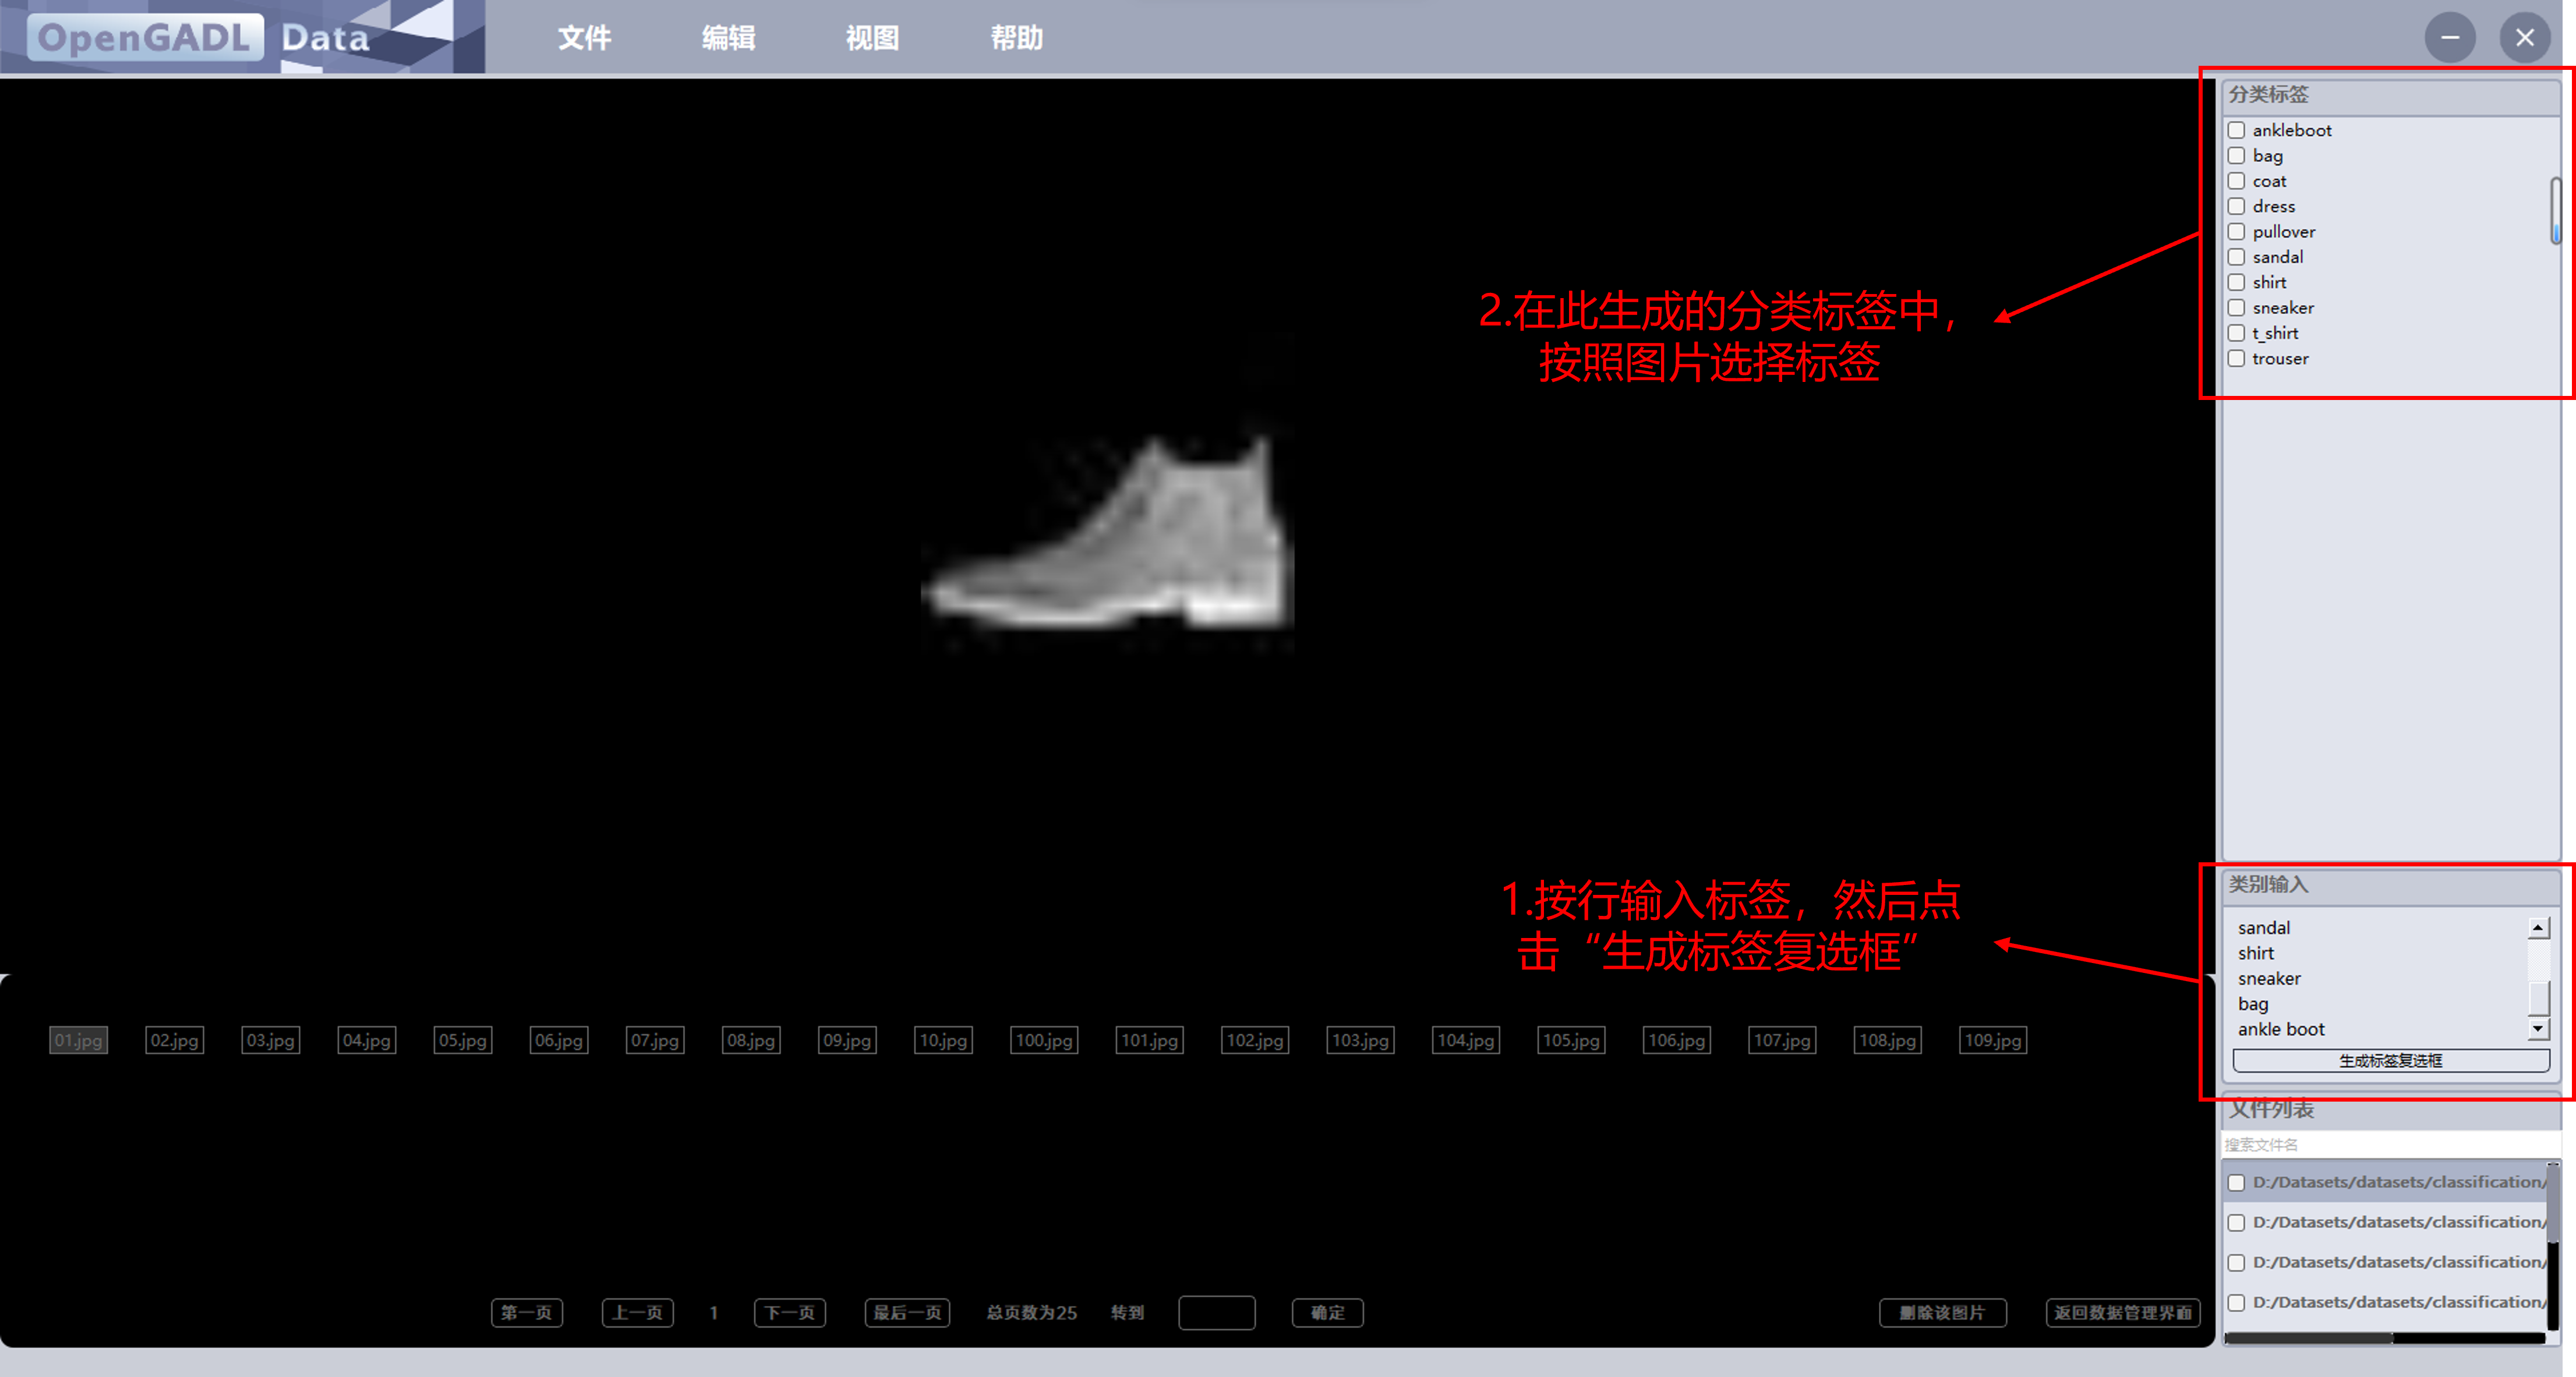 OpenGADL Data
文件 编辑 视图 帮助
分类标签
ankleboot
bag
coat
dress
pullover
sandal
shirt
sneaker
t_shirt
trouser
2.在此生成的分类标签中，
按照图片选择标签
1.按行输入标签，然后点
击“生成标签复选框”
类别输入
sandal
shirt
sneaker
bag
ankle boot
生成标签复选框
文件列表
搜索文件名
D:/Datasets/datasets/classification/
D:/Datasets/datasets/classification/
D:/Datasets/datasets/classification/
D:/Datasets/datasets/classification/
01.jpg 02.jpg 03.jpg 04.jpg 05.jpg 06.jpg 07.jpg 08.jpg 09.jpg 10.jpg 100.jpg 101.jpg 102.jpg 103.jpg 104.jpg 105.jpg 106.jpg 107.jpg 108.jpg 109.jpg
第一页 上一页 1 下一页 最后一页 总页数为25 转到 确定 删除该图片 返回数据管理界面